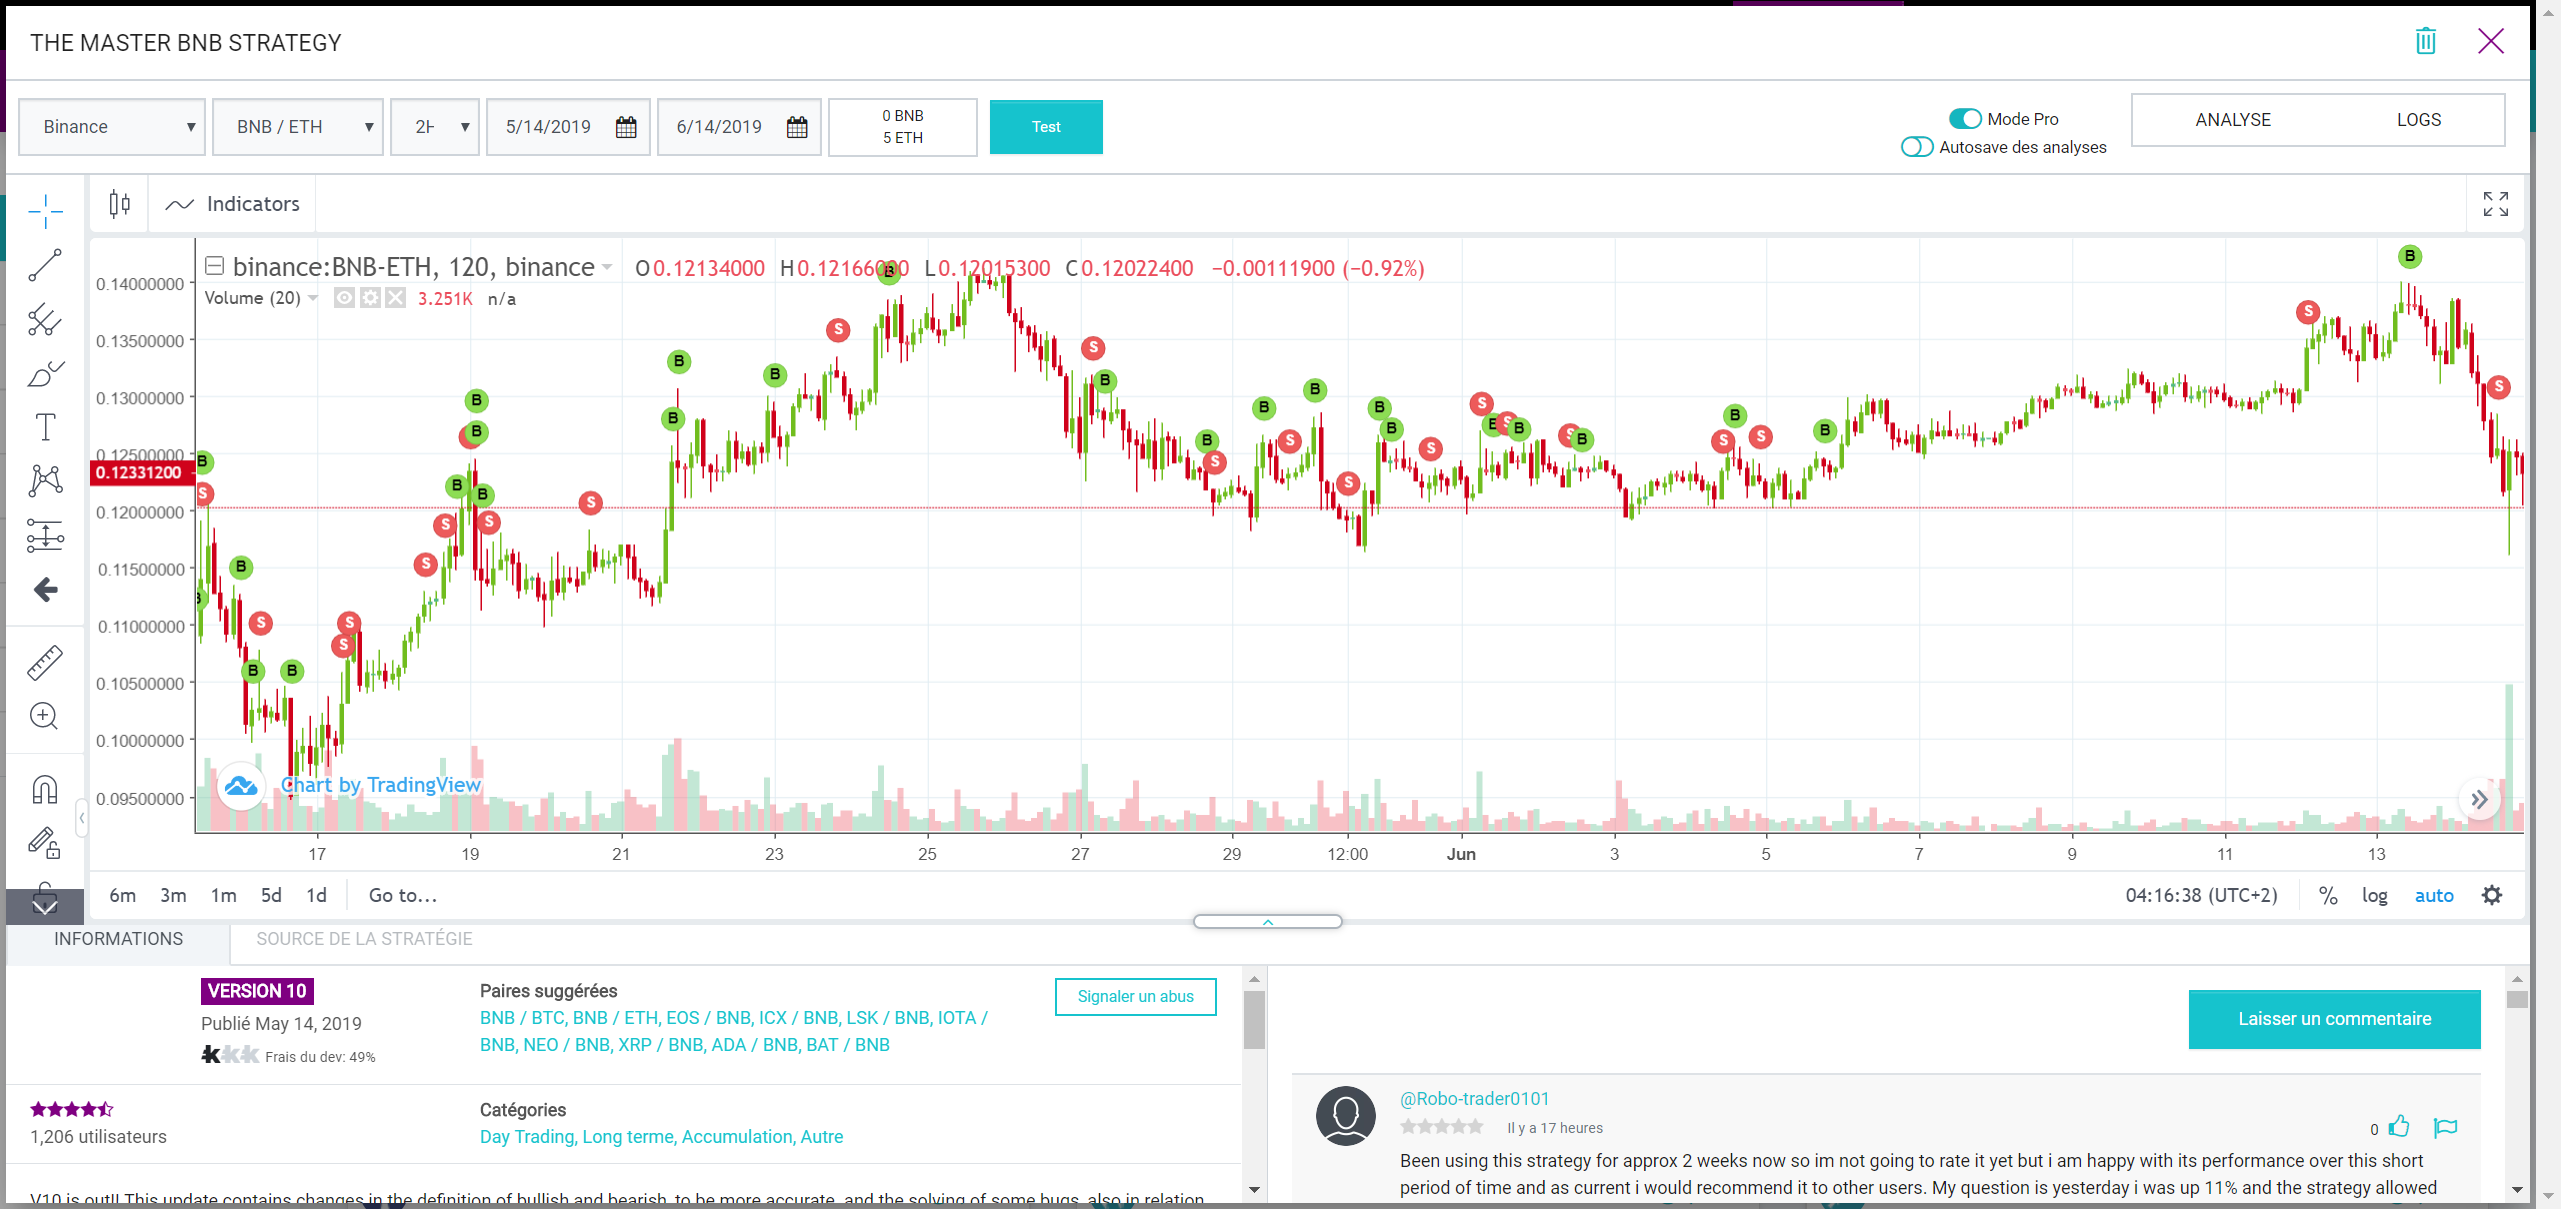 THE MASTER BNB STRATEGY
Binance
BNB / ETH
5/14/2019
6/14/2019
0 BNB
5 ETH
Test
Mode Pro
Autosave des analyses
ANALYSE
LOGS
Indicators
binance:BNB-ETH, 120, binance O0.12134000 H0.12166000 L0.12015300 C0.12022400 −0.00111900 (−0.92%)
Volume (20) 3.251K n/a
0.14000000
0.13500000
0.13000000
0.12500000
0.12331200
0.12000000
0.11500000
0.11000000
0.10500000
0.10000000
0.09500000
Chart by TradingView
17 19 21 23 25 27 29 12:00 Jun 3 5 7 9 11 13
6m 3m 1m 5d 1d Go to...
04:16:38 (UTC+2) % log auto
INFORMATIONS
SOURCE DE LA STRATÉGIE
VERSION 10
Publié May 14, 2019
Frais du dev: 49%
Paires suggérées
BNB / BTC, BNB / ETH, EOS / BNB, ICX / BNB, LSK / BNB, IOTA /
BNB, NEO / BNB, XRP / BNB, ADA / BNB, BAT / BNB
Signaler un abus
1,206 utilisateurs
Catégories
Day Trading, Long terme, Accumulation, Autre
V10 is out!! This update contains changes in the definition of bullish and bearish, to be more accurate, and the solving of some bugs, also in relation
Laisser un commentaire
@Robo-trader0101
Il y a 17 heures
0
Been using this strategy for approx 2 weeks now so im not going to rate it yet but i am happy with its performance over this short
period of time and as current i would recommend it to other users. My question is yesterday i was up 11% and the strategy allowed